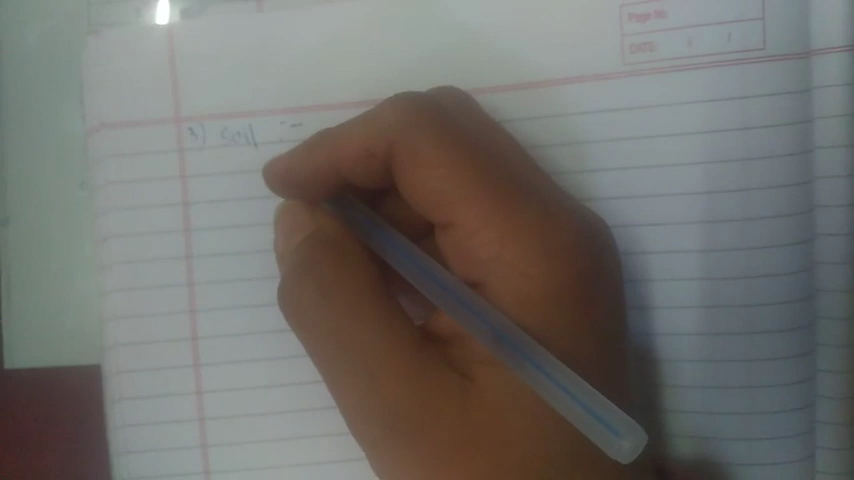 Page No
DATE: / /
3) Soil :-